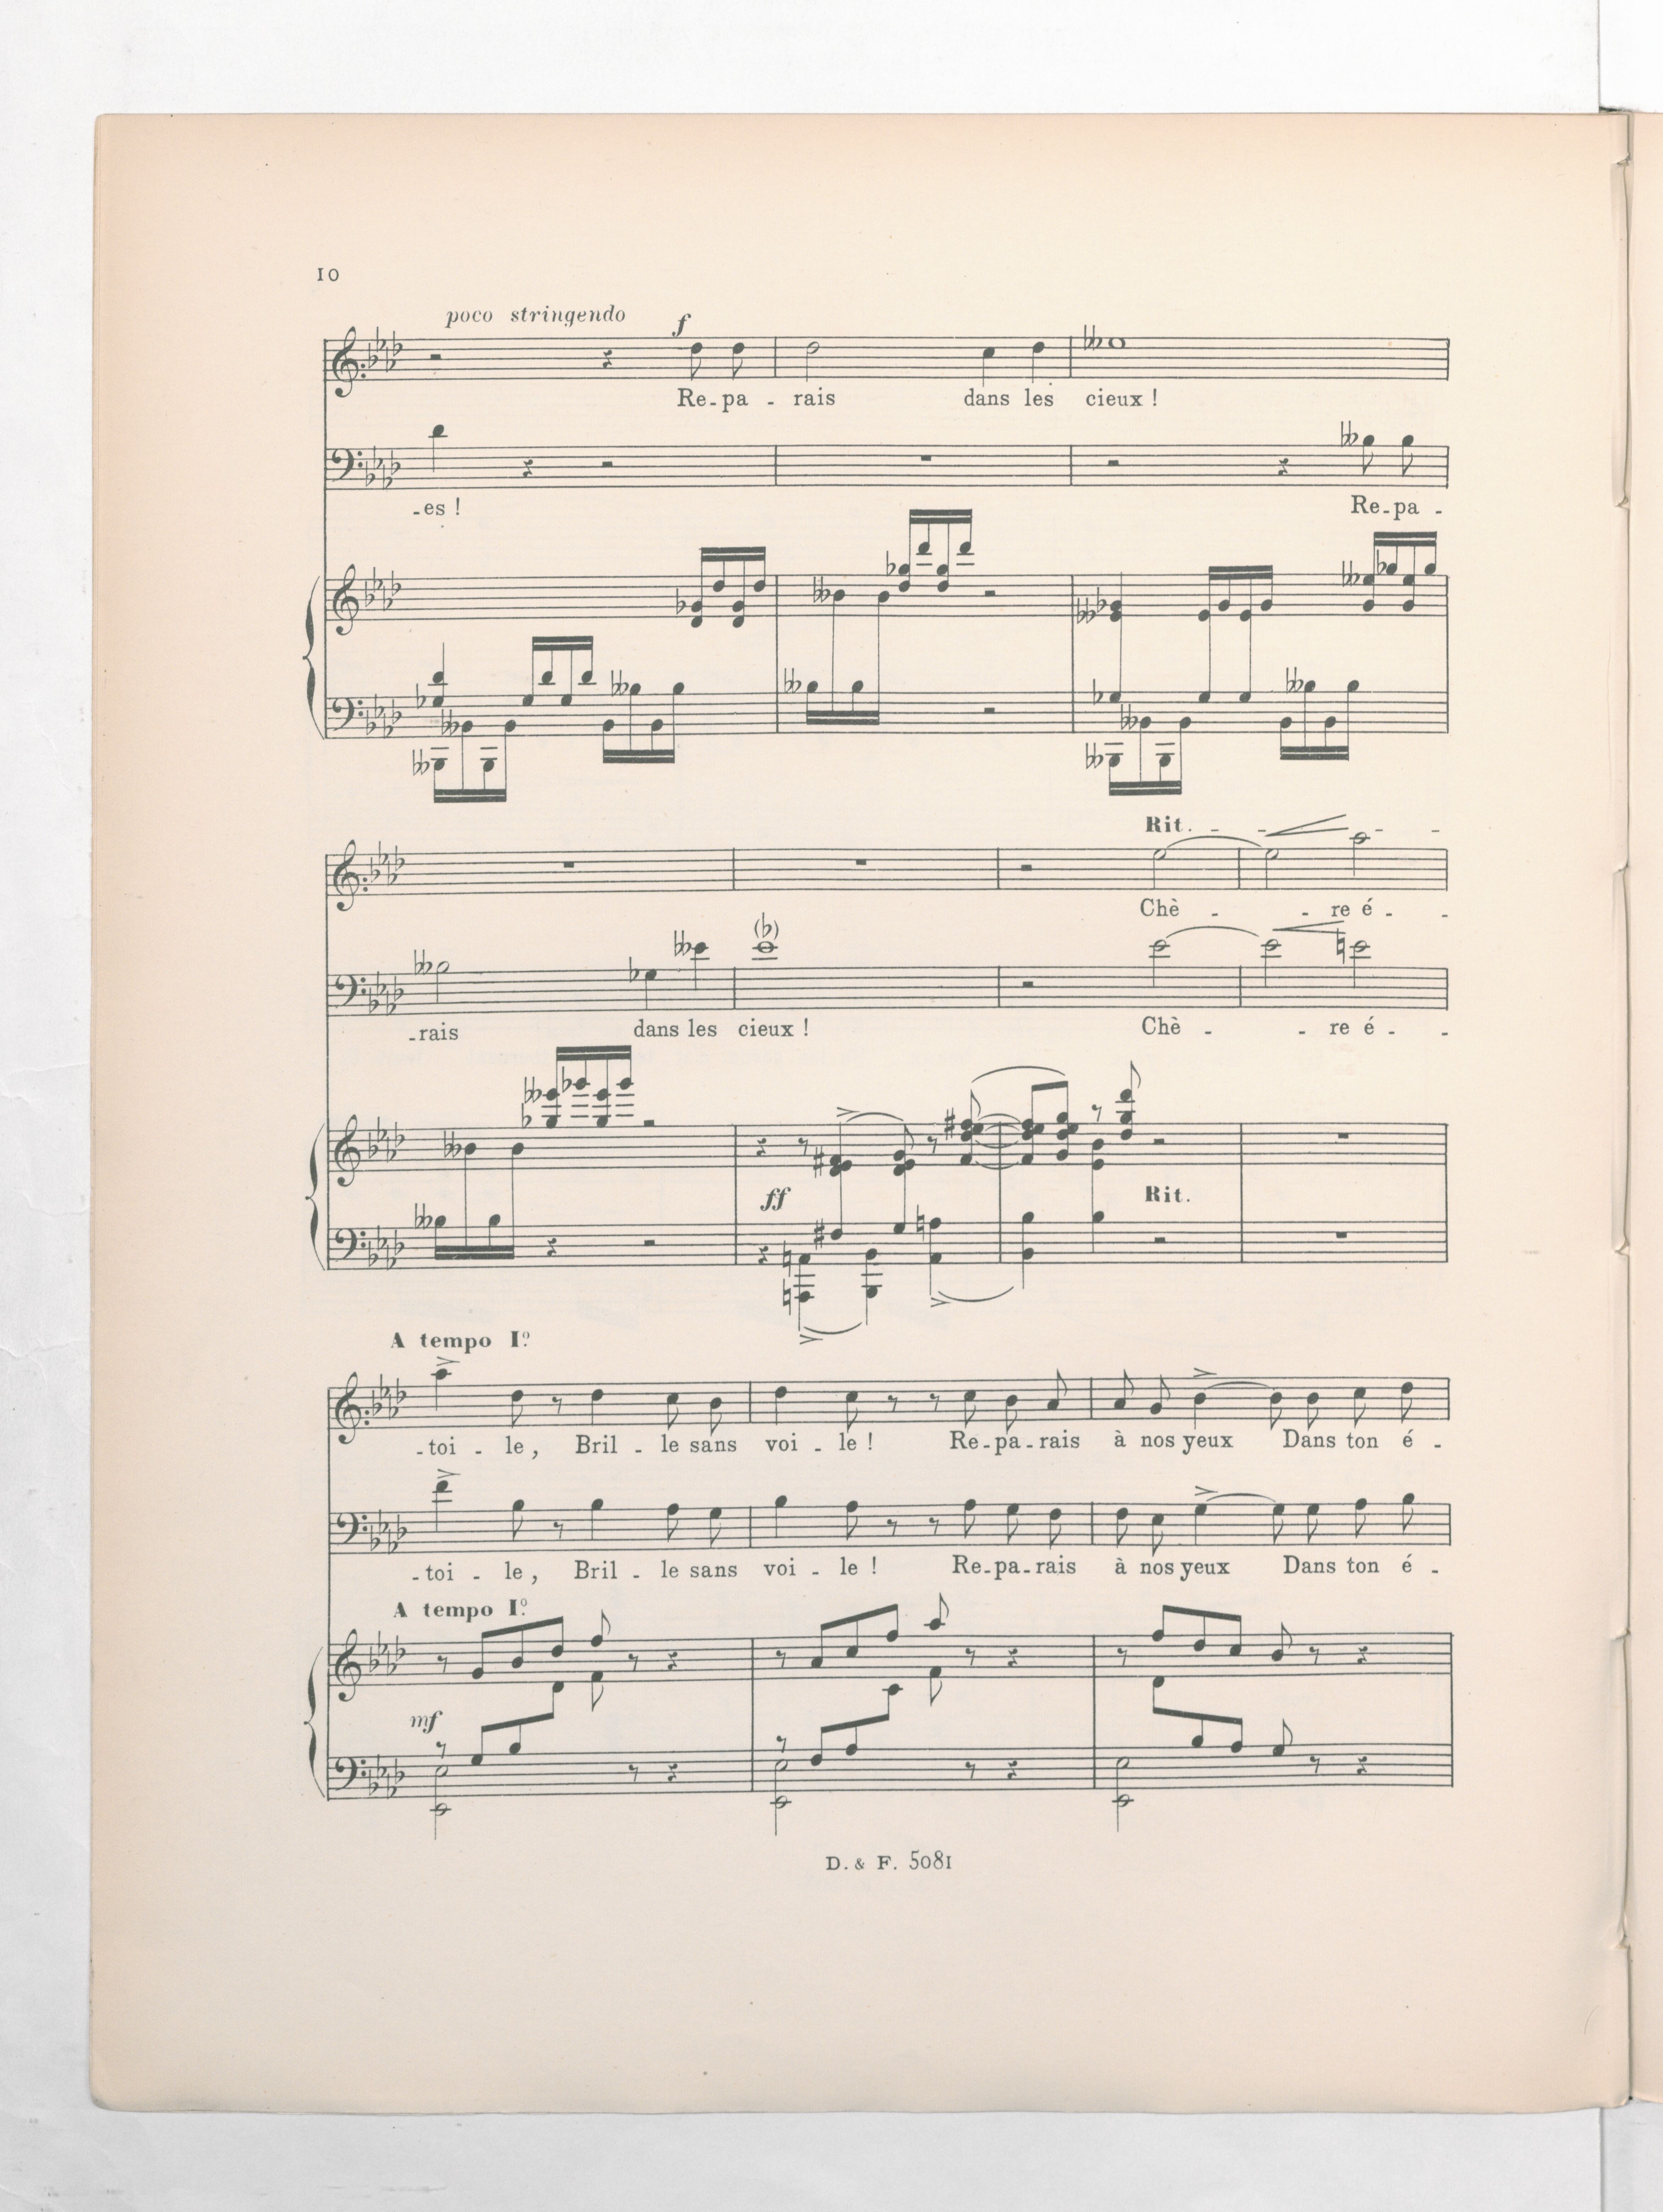 10
poco stringendo
f
Re - pa - rais dans les cieux !
- es ! Re - pa -
Rit. - - - -
Chè - - re é - -
- rais dans les cieux ! Chè - - re é - -
ff Rit.
A tempo Iº.
- toi - le, Bril - le sans voi - le ! Re - pa - rais à nos yeux Dans ton é -
- toi - le, Bril - le sans voi - le ! Re - pa - rais à nos yeux Dans ton é -
A tempo Iº.
mf
D. & F. 5081